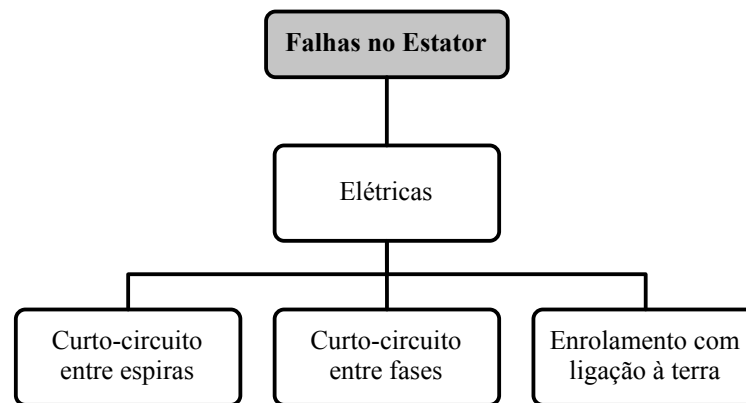 Falhas no Estator
Elétricas
Curto-circuito
entre espiras
Curto-circuito
entre fases
Enrolamento com
ligação à terra